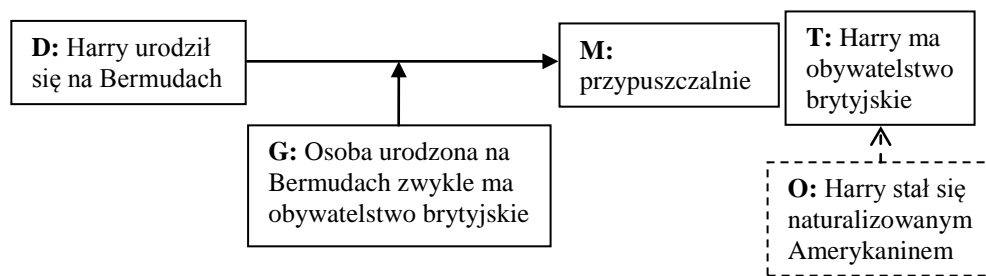 D: Harry urodził
się na Bermudach
M:
przypuszczalnie
T: Harry ma
obywatelstwo
brytyjskie
G: Osoba urodzona na
Bermudach zwykle ma
obywatelstwo brytyjskie
O: Harry stał się
naturalizowanym
Amerykaninem